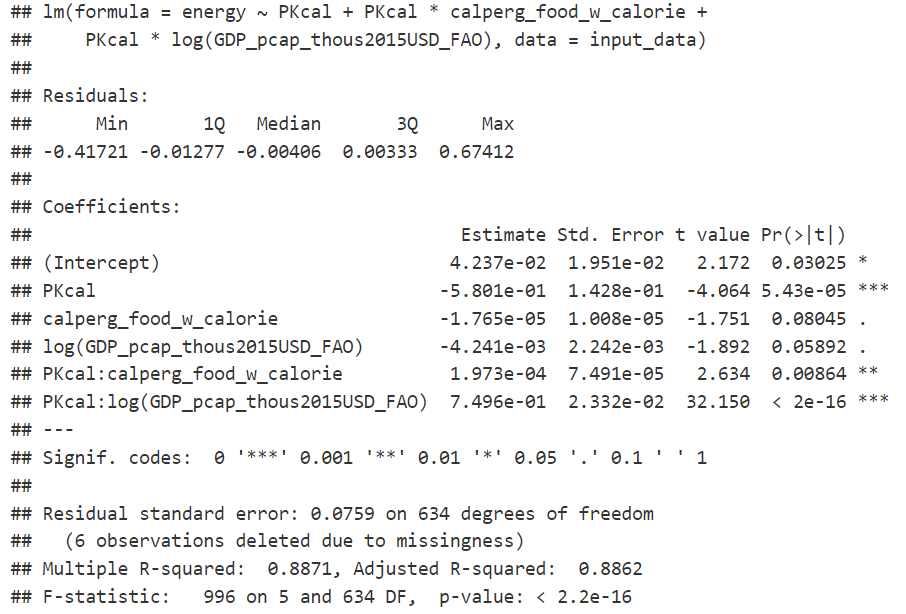 ## lm(formula = energy ~ PKcal + PKcal * calperg_food_w_calorie +
##     PKcal * log(GDP_pcap_thous2015USD_FAO), data = input_data)
##
## Residuals:
##      Min       1Q   Median       3Q      Max
## -0.41721 -0.01277 -0.00406  0.00333  0.67412
##
## Coefficients:
##                                        Estimate Std. Error t value Pr(>|t|)
## (Intercept)                           4.237e-02  1.951e-02   2.172  0.03025 *
## PKcal                                -5.801e-01  1.428e-01  -4.064 5.43e-05 ***
## calperg_food_w_calorie               -1.765e-05  1.008e-05  -1.751  0.08045 .
## log(GDP_pcap_thous2015USD_FAO)       -4.241e-03  2.242e-03  -1.892  0.05892 .
## PKcal:calperg_food_w_calorie          1.973e-04  7.491e-05   2.634  0.00864 **
## PKcal:log(GDP_pcap_thous2015USD_FAO)  7.496e-01  2.332e-02  32.150  < 2e-16 ***
## ---
## Signif. codes:  0 '***' 0.001 '**' 0.01 '*' 0.05 '.' 0.1 ' ' 1
##
## Residual standard error: 0.0759 on 634 degrees of freedom
##   (6 observations deleted due to missingness)
## Multiple R-squared:  0.8871, Adjusted R-squared:  0.8862
## F-statistic:   996 on 5 and 634 DF,  p-value: < 2.2e-16